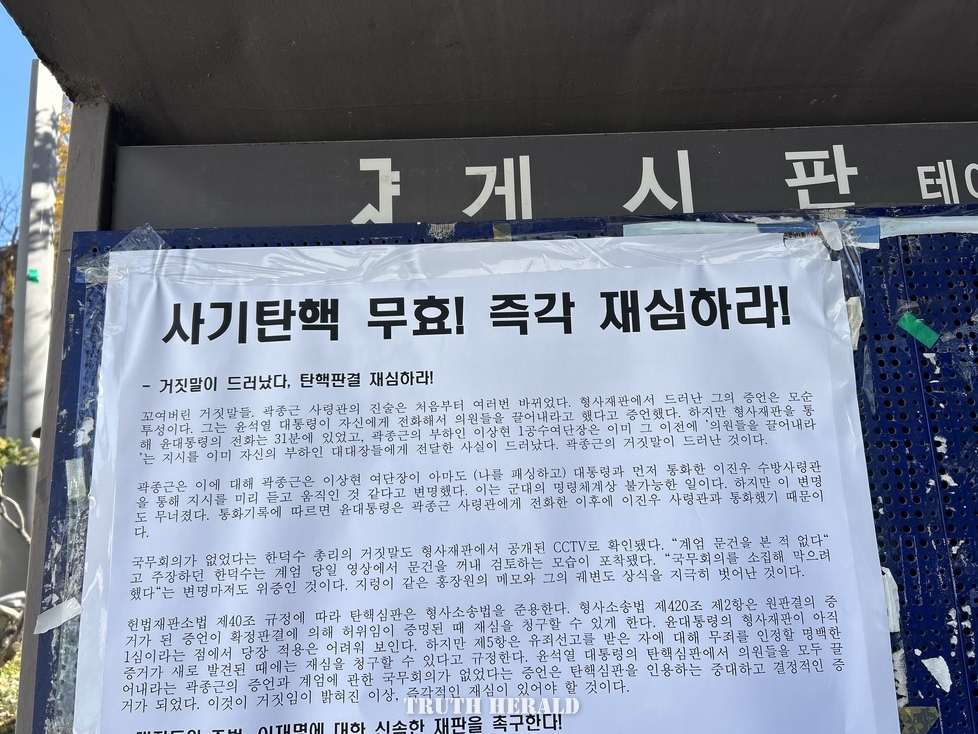 게 시 판
사기탄핵 무효! 즉각 재심하라!
- 거짓말이 드러났다, 탄핵판결 재심하라!
꼬여버린 거짓말들. 곽종근 사령관의 진술은 처음부터 여러번 바뀌었다. 형사재판에서 드러난 그의 증언은 모순
투성이다. 그는 윤석열 대통령이 자신에게 전화해서 의원들을 끌어내라고 했다고 증언했다. 하지만 형사재판을 통
해 윤대통령의 전화는 31분에 있었고, 곽종근의 부하인 이상현 1공수여단장은 이미 그 이전에 '의원들을 끌어내라
'는 지시를 이미 자신의 부하인 대대장들에게 전달한 사실이 드러났다. 곽종근의 거짓말이 드러난 것이다.
곽종근은 이에 대해 곽종근은 이상현 여단장이 아마도 (나를 패싱하고) 대통령과 먼저 통화한 이진우 수방사령관
을 통해 지시를 미리 듣고 움직인 것 같다고 변명했다. 이는 군대의 명령체계상 불가능한 일이다. 하지만 이 변명
도 무너졌다. 통화기록에 따르면 윤대통령은 곽종근 사령관에게 전화한 이후에 이진우 사령관과 통화했기 때문이
다.
국무회의가 없었다는 한덕수 총리의 거짓말도 형사재판에서 공개된 CCTV로 확인됐다. “계엄 문건을 본 적 없다“
고 주장하던 한덕수는 계엄 당일 영상에서 문건을 꺼내 검토하는 모습이 포착됐다. “국무회의를 소집해 막으려
했다“는 변명마저도 위증인 것이다. 지렁이 같은 홍장원의 메모와 그의 궤변도 상식을 지극히 벗어난 것이다.
헌법재판소법 제40조 규정에 따라 탄핵심판은 형사소송법을 준용한다. 형사소송법 제420조 제2항은 원판결의 증
거가 된 증언이 확정판결에 의해 허위임이 증명된 때 재심을 청구할 수 있게 한다. 윤대통령의 형사재판이 아직
1심이라는 점에서 당장 적용은 어려워 보인다. 하지만 제5항은 유죄선고를 받은 자에 대해 무죄를 인정할 명백한
증거가 새로 발견된 때에는 재심을 청구할 수 있다고 규정한다. 윤석열 대통령의 탄핵심판에서 의원들을 모두 끌
어내라는 곽종근의 증언과 계엄에 관한 국무회의가 없었다는 증언은 탄핵심판을 인용하는 중대하고 결정적인 증
거가 되었다. 이것이 거짓임이 밝혀진 이상, 즉각적인 재심이 있어야 할 것이다.
TRUTH HERALD
이재명에 대한 신속한 재판을 촉구한다!